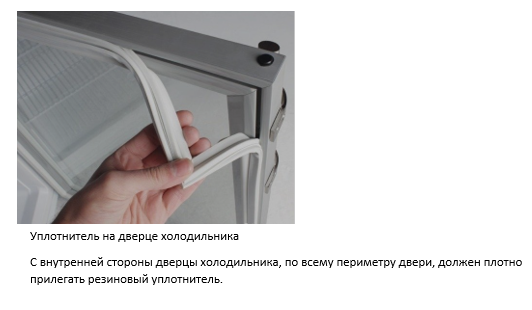 Уплотнитель на дверце холодильника
С внутренней стороны дверцы холодильника, по всему периметру двери, должен плотно
прилегать резиновый уплотнитель.